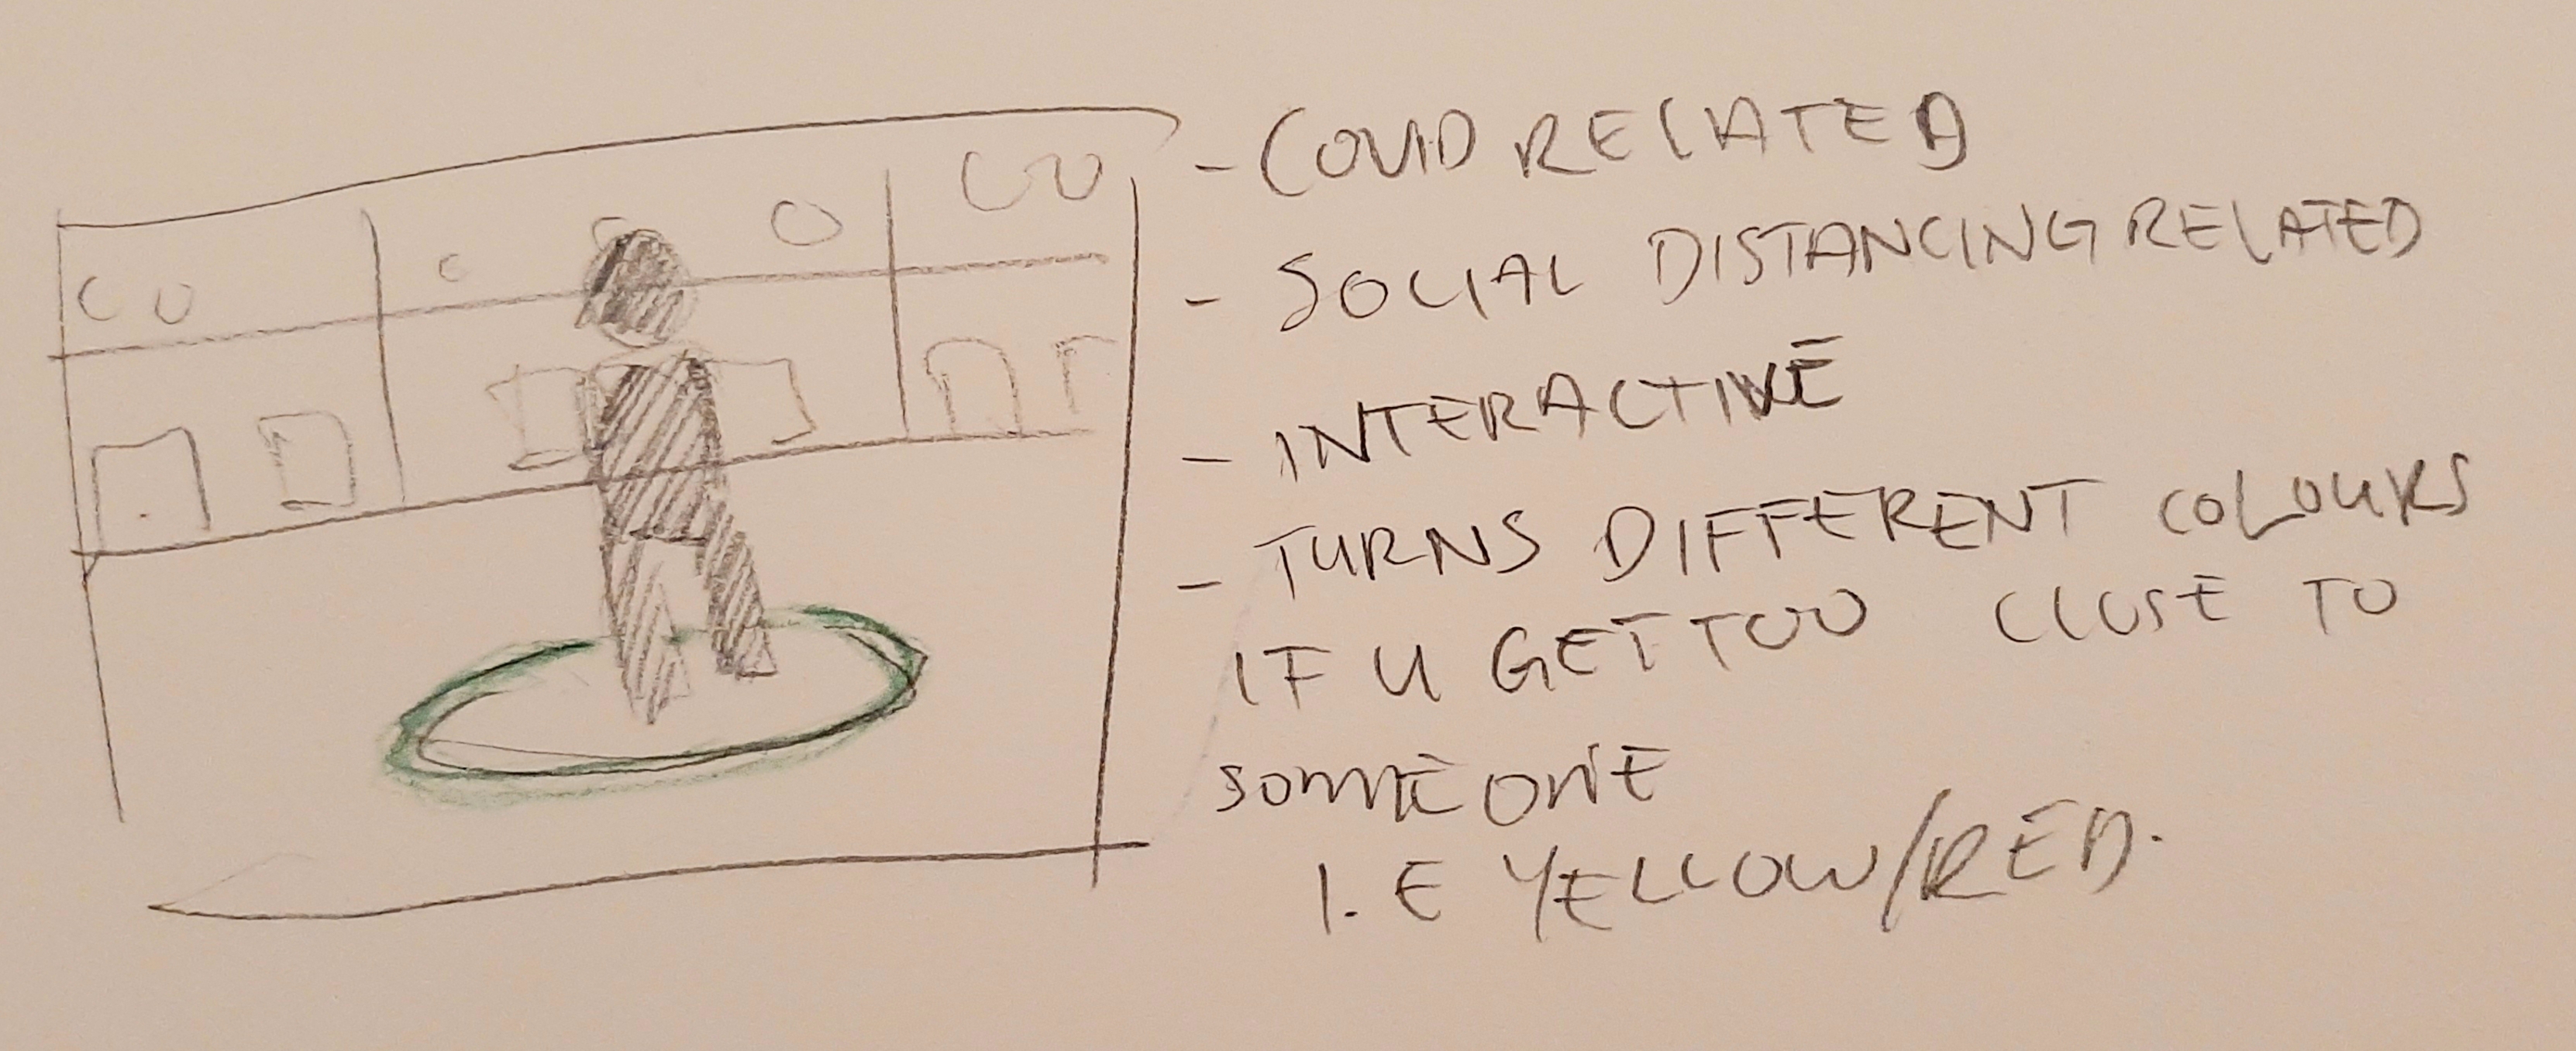 - COVID RELATED
- SOCIAL DISTANCING RELATED
- INTERACTIVE
- TURNS DIFFERENT COLOURS
IF U GET TOO CLOSE TO
SOMEONE
I.E YELLOW/RED.